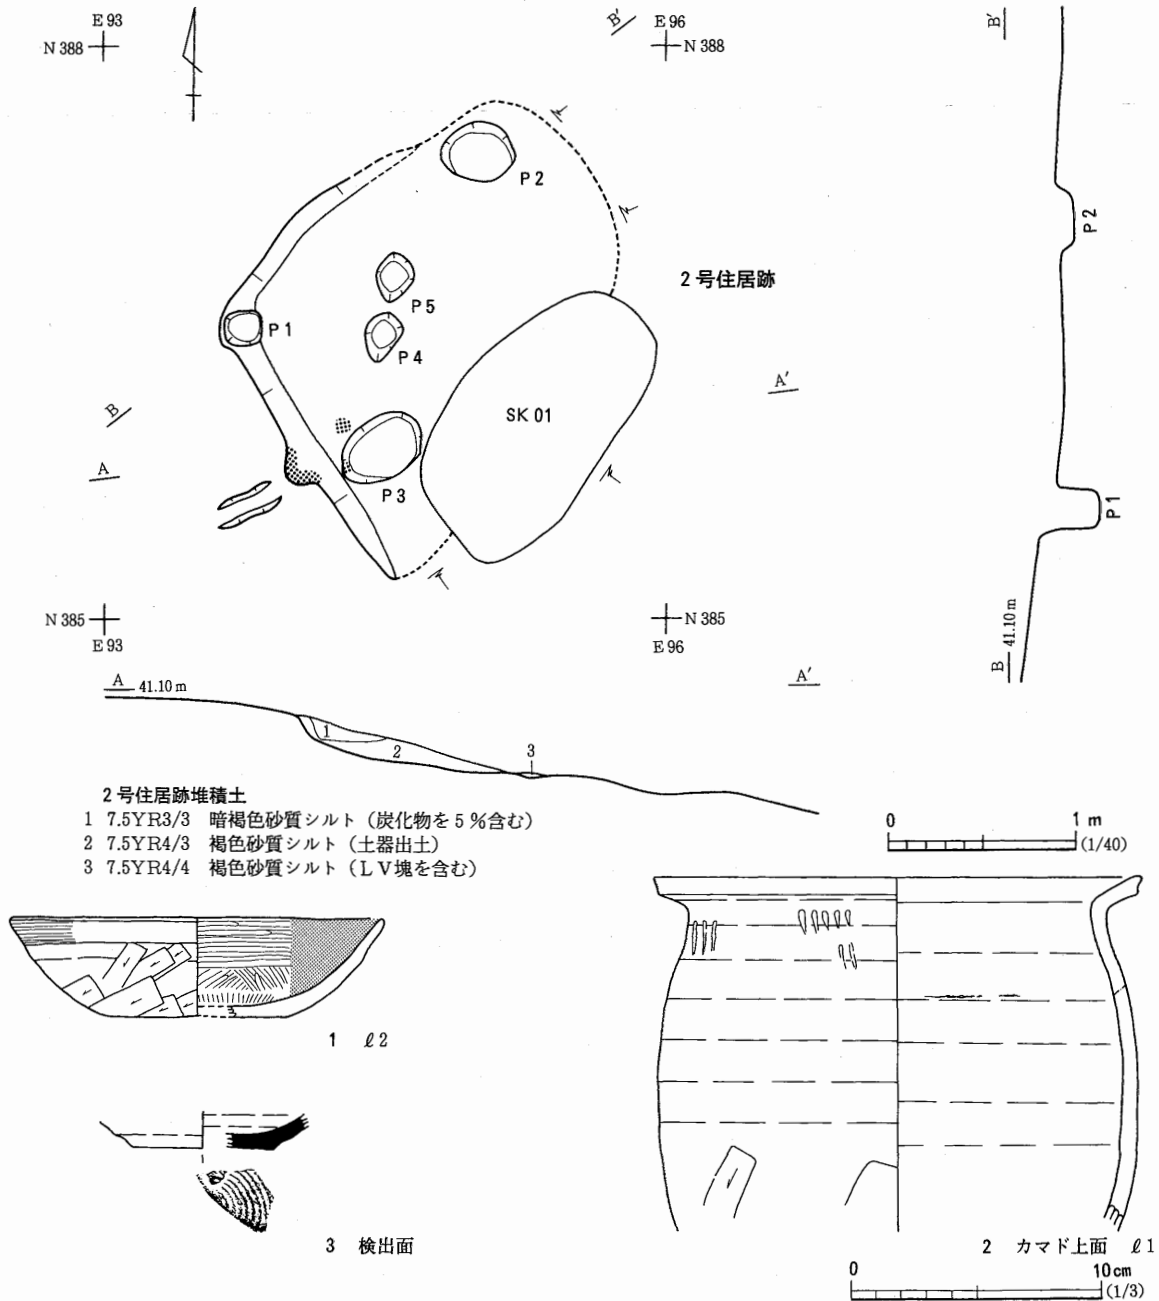 E 93
N 388
B′
E 96
N 388
B′
P 2
P 2
2号住居跡
P 5
P 1
P 4
A′
B
SK 01
A
P 3
P 1
N 385
E 93
N 385
E 96
B 41.10 m
A 41.10 m
A′
1
2
3
2号住居跡堆積土
1 7.5YR3/3 暗褐色砂質シルト（炭化物を5％含む）
2 7.5YR4/3 褐色砂質シルト（土器出土）
3 7.5YR4/4 褐色砂質シルト（LV塊を含む）
0 1 m
(1/40)
1 ℓ2
3 検出面
2 カマド上面 ℓ1
0 10cm
(1/3)